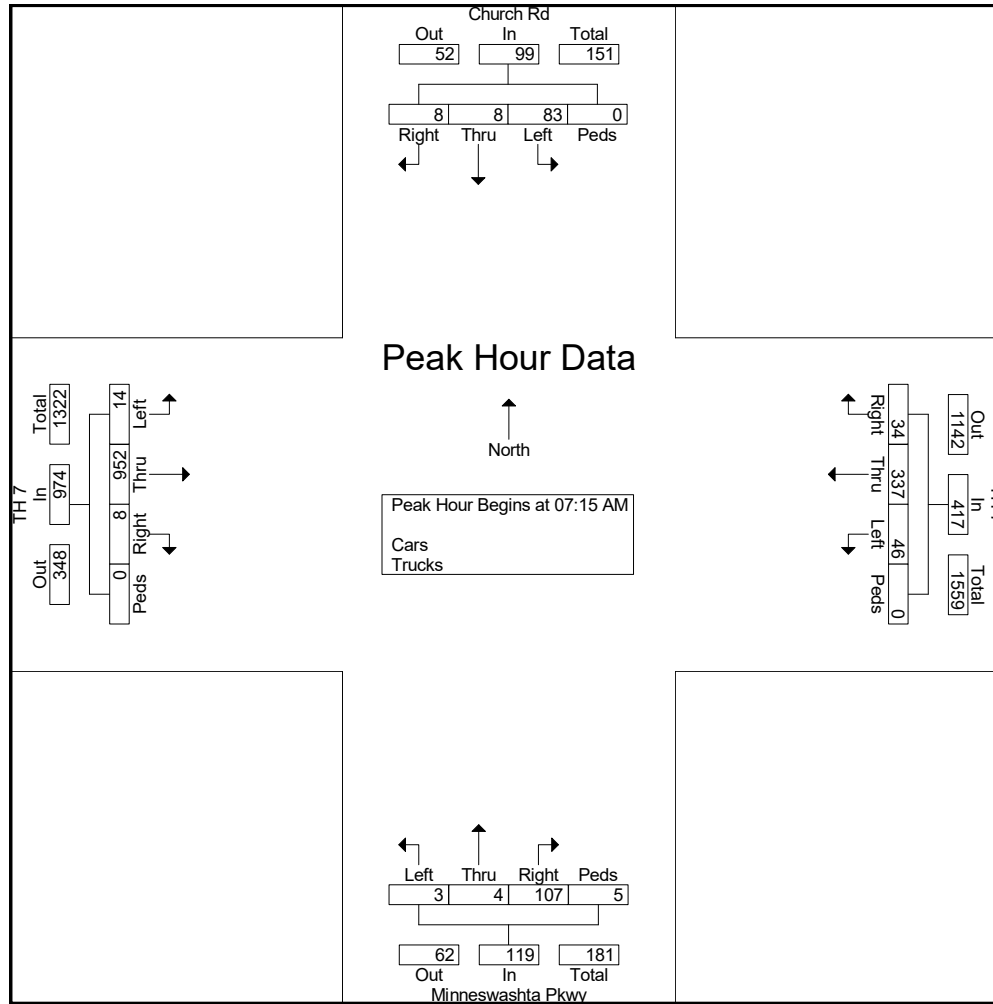 Church Rd
Out In Total
52 99 151
8 8 83 0
Right Thru Left Peds
Peak Hour Data
North
Peak Hour Begins at 07:15 AM
Cars
Trucks
TH 7
Total In Out
1322 974 348
14 952 8 0
Left Thru Right Peds
Right Thru Left Peds
34 337 46 0
Out In Total
1142 417 1559
Left Thru Right Peds
3 4 107 5
62 119 181
Out In Total
Minneswashta Pkwy